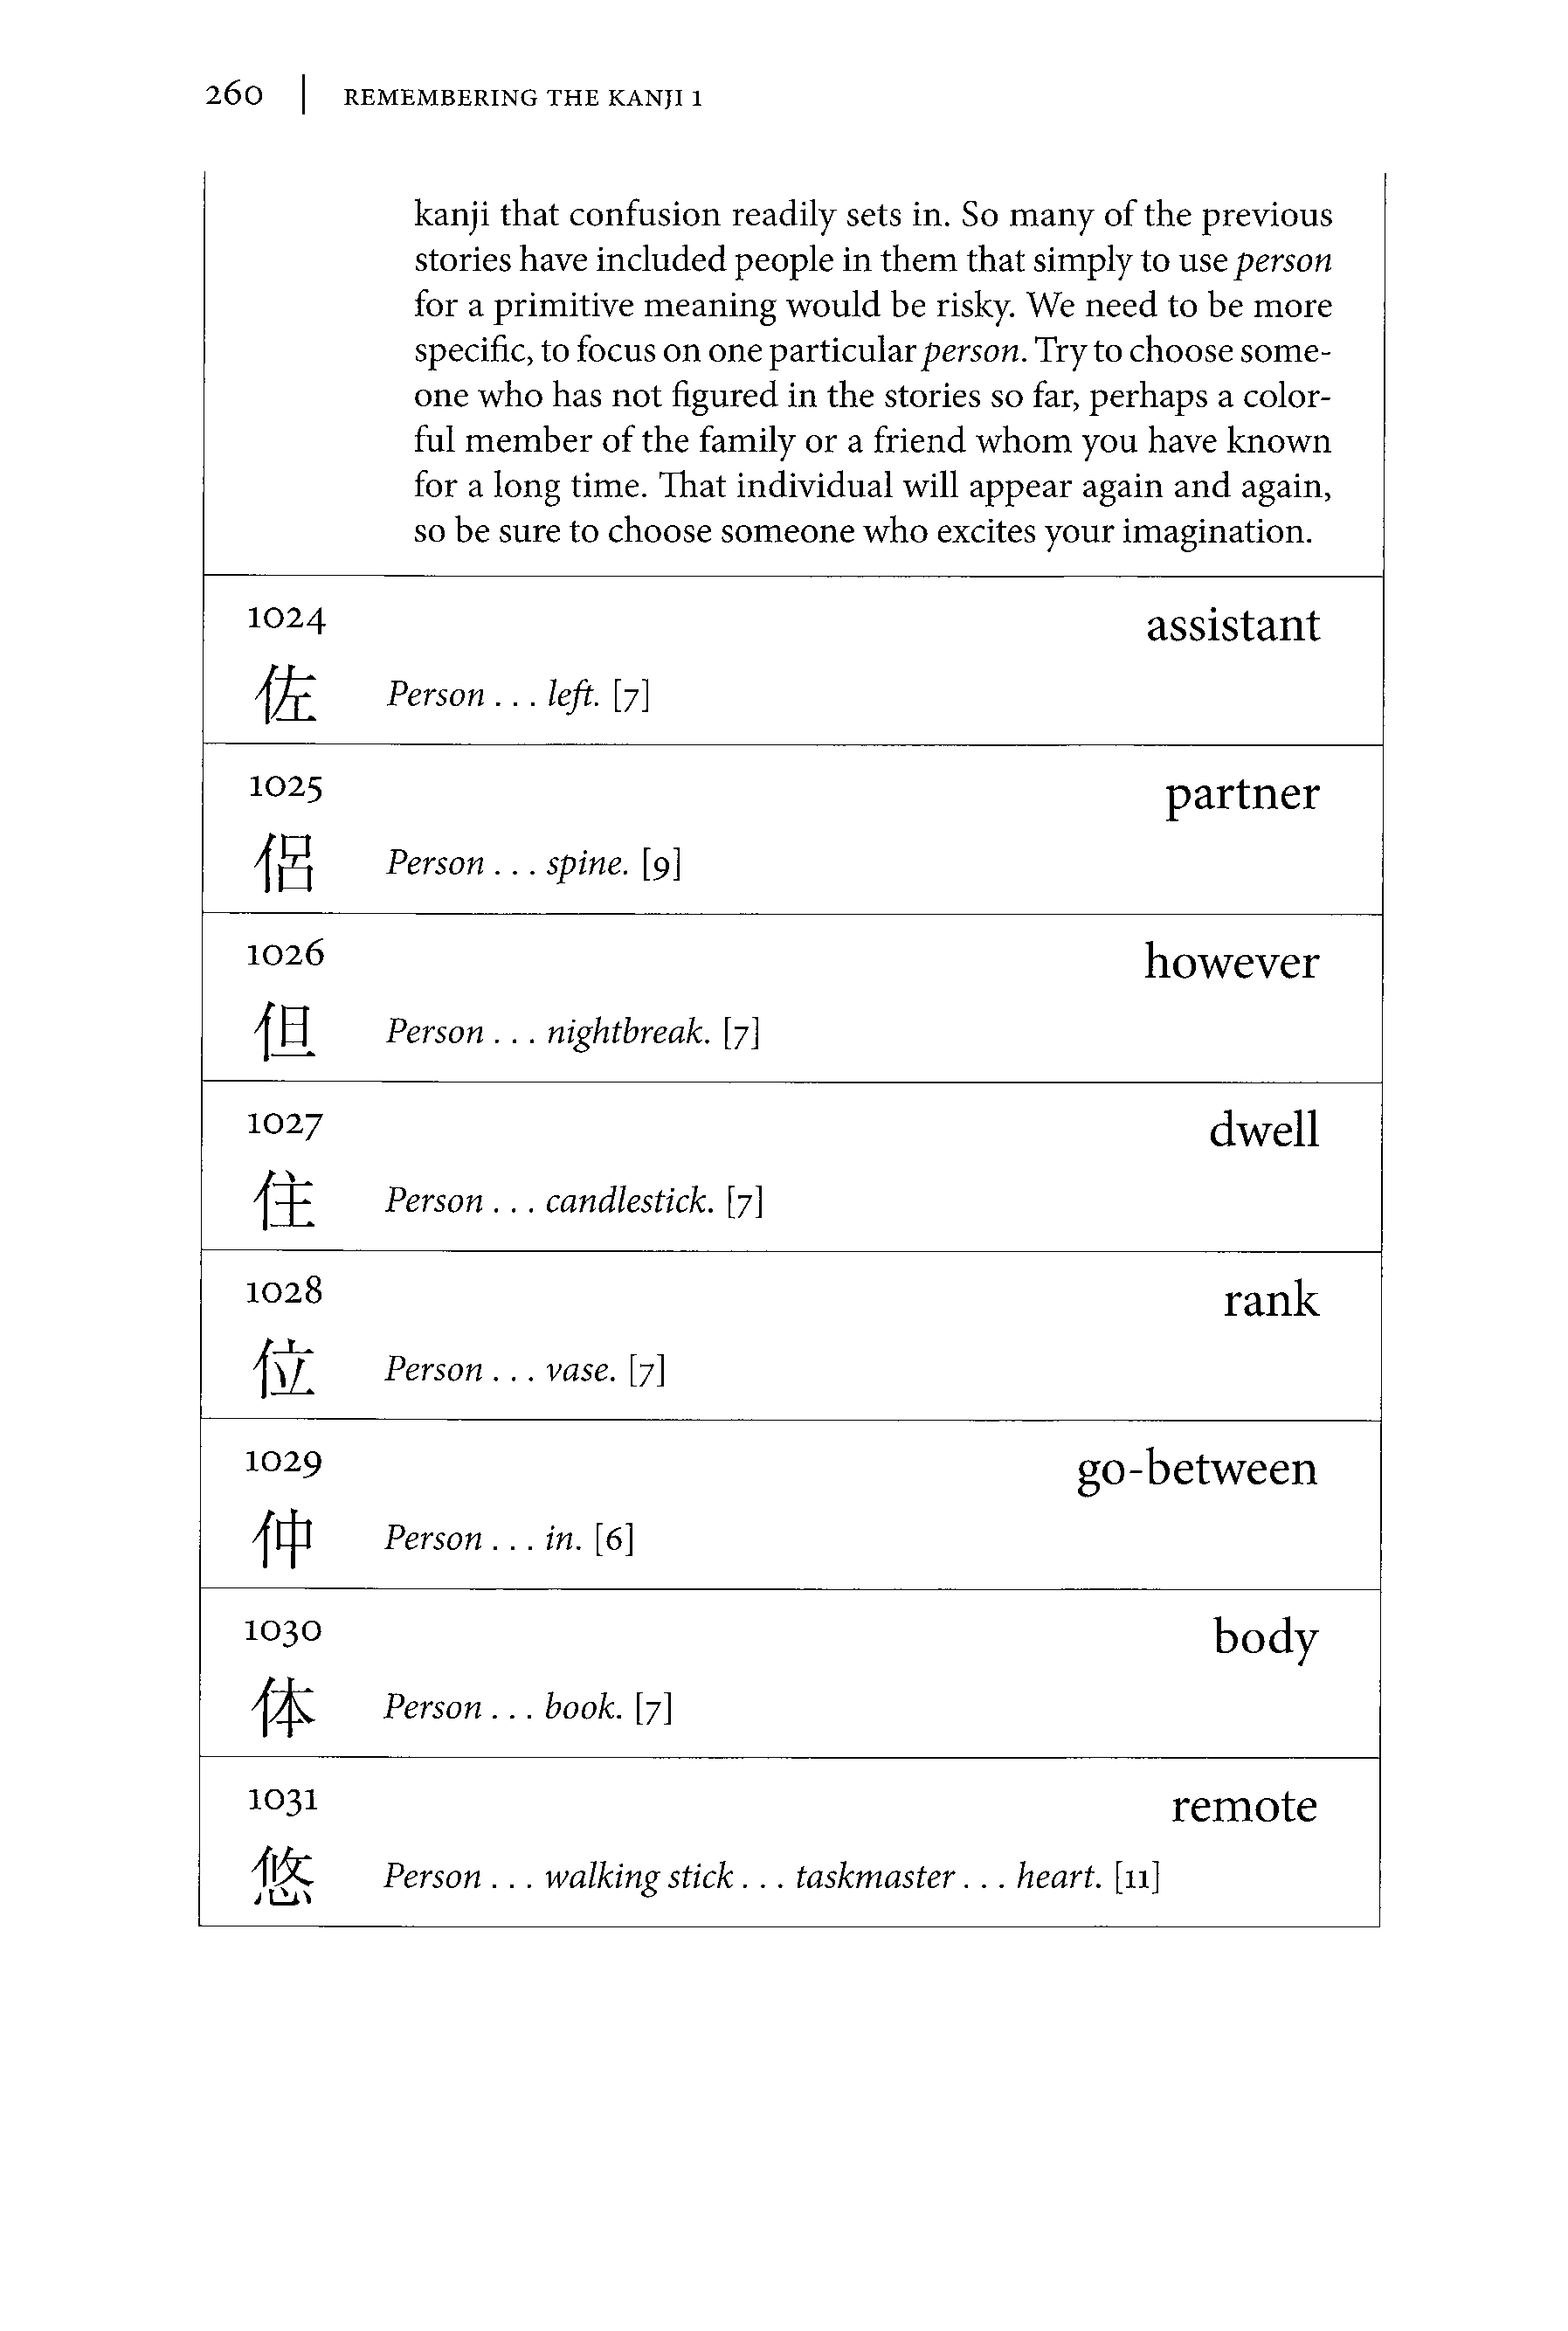 260 | REMEMBERING THE KANJI 1
kanji that confusion readily sets in. So many of the previous
stories have included people in them that simply to use person
for a primitive meaning would be risky. We need to be more
specific, to focus on one particular person. Try to choose some-
one who has not figured in the stories so far, perhaps a color-
ful member of the family or a friend whom you have known
for a long time. That individual will appear again and again,
so be sure to choose someone who excites your imagination.
1024 assistant
佐 Person . . . left. [7]
1025 partner
侶 Person . . . spine. [9]
1026 however
但 Person . . . nightbreak. [7]
1027 dwell
住 Person . . . candlestick. [7]
1028 rank
位 Person . . . vase. [7]
1029 go-between
仲 Person . . . in. [6]
1030 body
体 Person . . . book. [7]
1031 remote
悠 Person . . . walking stick . . . taskmaster . . . heart. [11]